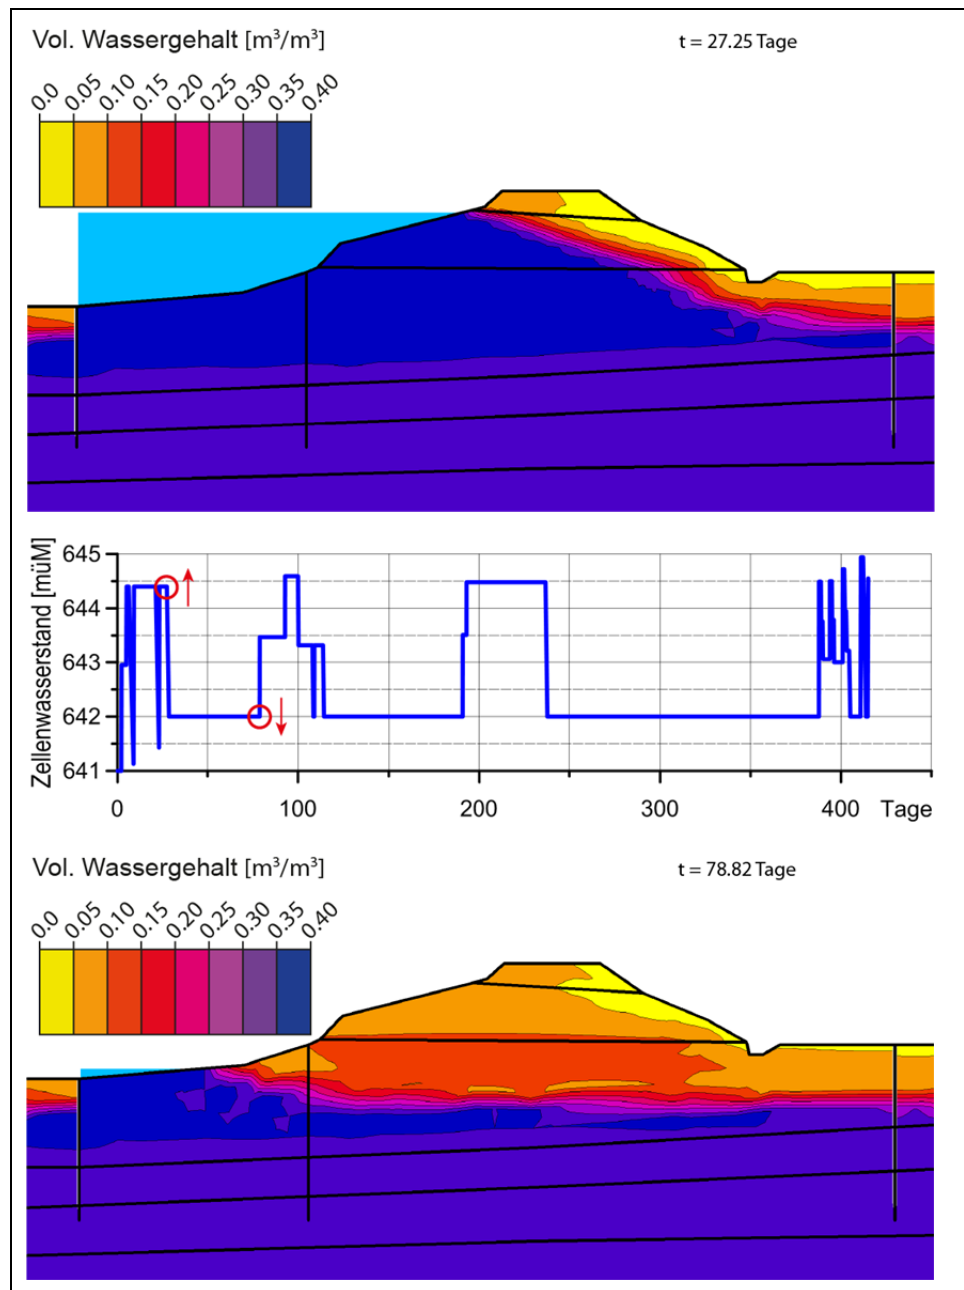 Vol. Wassergehalt [m³/m³]
t = 27.25 Tage
0.0 0.05 0.10 0.15 0.20 0.25 0.30 0.35 0.40
Zellenwasserstand [müM]
645
644
643
642
641
0 100 200 300 400 Tage
Vol. Wassergehalt [m³/m³]
t = 78.82 Tage
0.0 0.05 0.10 0.15 0.20 0.25 0.30 0.35 0.40